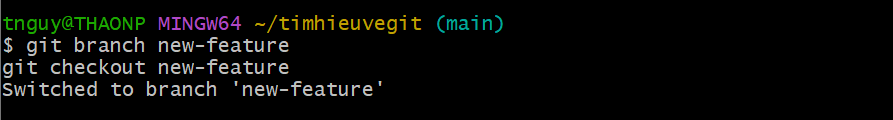 tnguy@THAONP MINGW64 ~/timhieuvegit (main)
$ git branch new-feature
git checkout new-feature
Switched to branch 'new-feature'